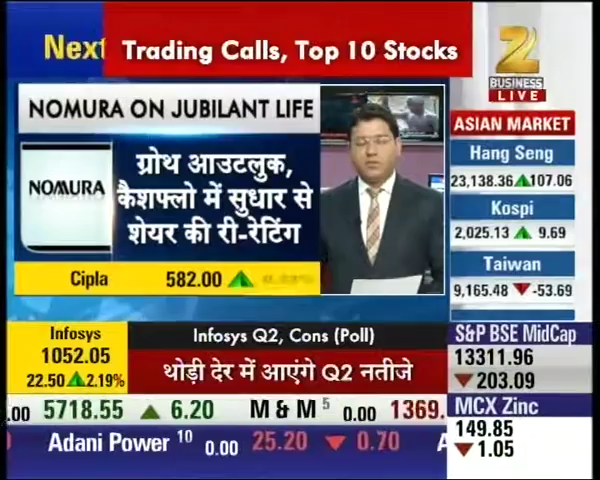 Next
Trading Calls, Top 10 Stocks
Z
BUSINESS
LIVE
NOMURA ON JUBILANT LIFE
NOMURA
ग्रोथ आउटलुक,
कैशफ्लो में सुधार से
शेयर की री-रेटिंग
ASIAN MARKET
Hang Seng
23,138.36 ▲107.06
Kospi
2,025.13 ▲ 9.69
Taiwan
9,165.48 ▼-53.69
Cipla 582.00 ▲
Infosys
1052.05
22.50 ▲2.19%
Infosys Q2, Cons (Poll)
थोड़ी देर में आएंगे Q2 नतीजे
S&P BSE MidCap
13311.96
▼ 203.09
.00 5718.55 ▲ 6.20 M & M 5 0.00 1369.
MCX Zinc
149.85
▼ 1.05
Adani Power 10 0.00 25.20 ▼ 0.70